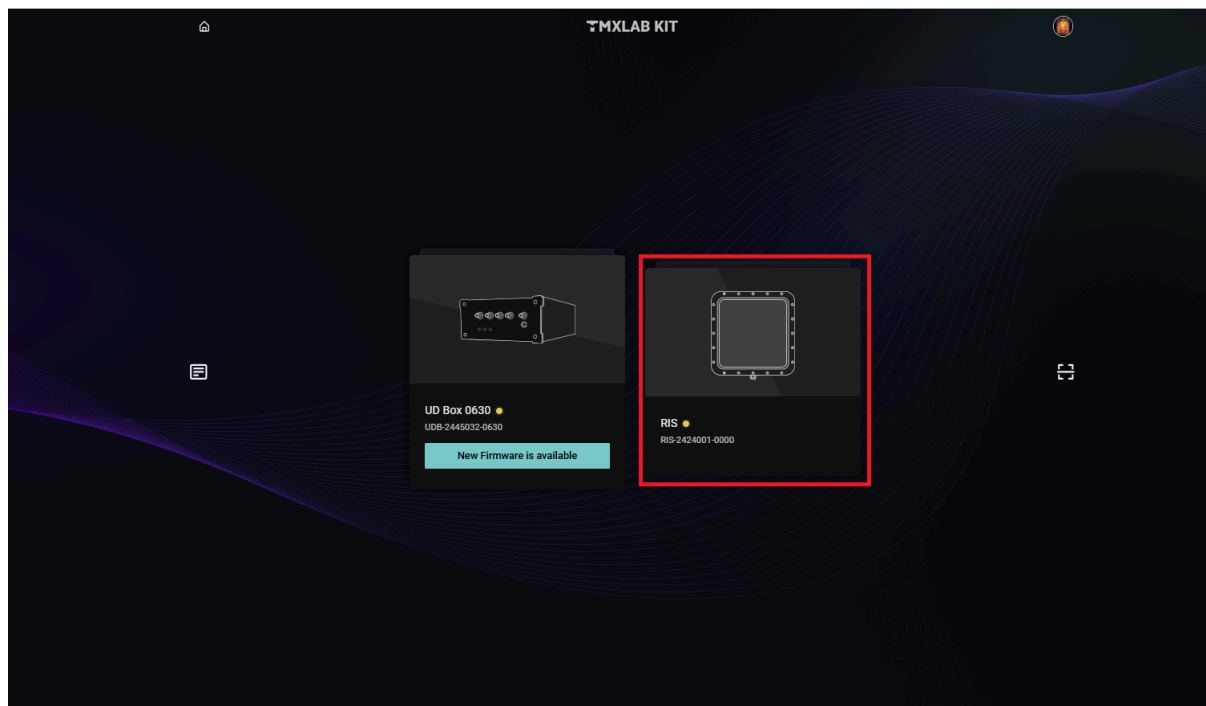 TMXLAB KIT
UD Box 0630
UDB-2445032-0630
New Firmware is available
RIS
RIS-2424001-0000